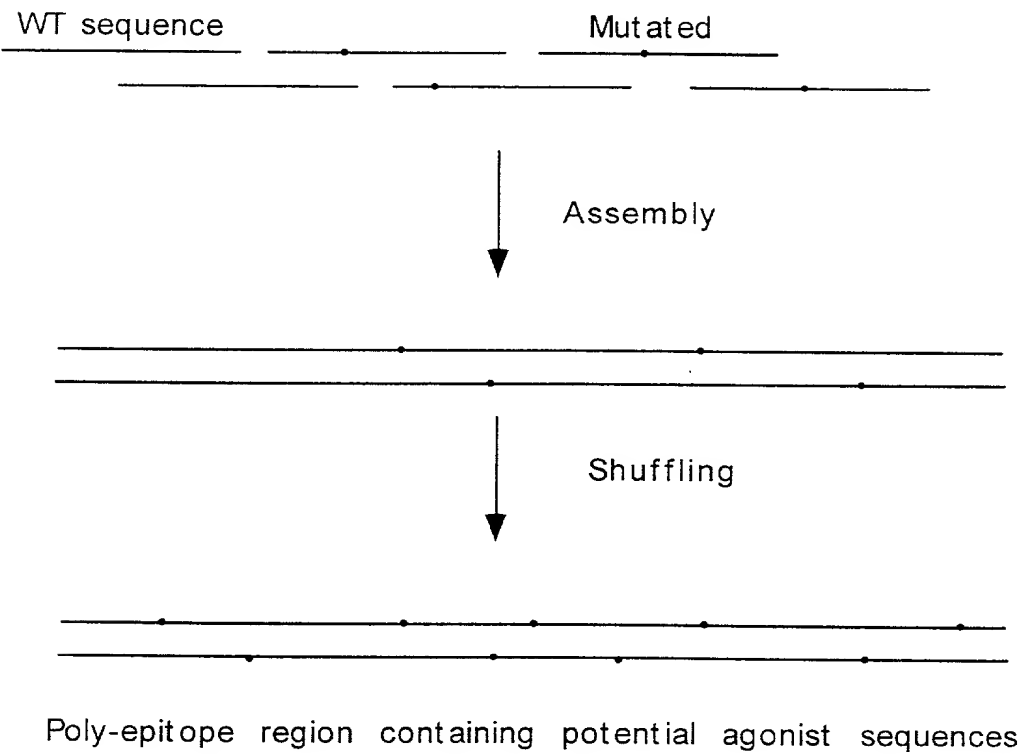 WT sequence
Mutated
Assembly
Shuffling
Poly-epitope region containing potential agonist sequences